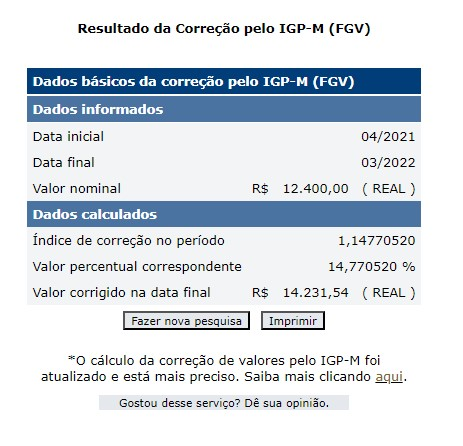 Resultado da Correção pelo IGP-M (FGV)
Dados básicos da correção pelo IGP-M (FGV)
Dados informados
Data inicial 04/2021
Data final 03/2022
Valor nominal R$ 12.400,00 ( REAL )
Dados calculados
Índice de correção no período 1,14770520
Valor percentual correspondente 14,770520 %
Valor corrigido na data final R$ 14.231,54 ( REAL )
Fazer nova pesquisa Imprimir
*O cálculo da correção de valores pelo IGP-M foi
atualizado e está mais preciso. Saiba mais clicando aqui.
Gostou desse serviço? Dê sua opinião.